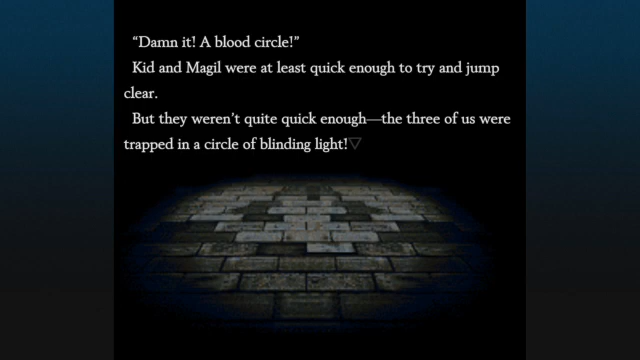 “Damn it! A blood circle!”
Kid and Magil were at least quick enough to try and jump
clear.
But they weren’t quite quick enough—the three of us were
trapped in a circle of blinding light!▽